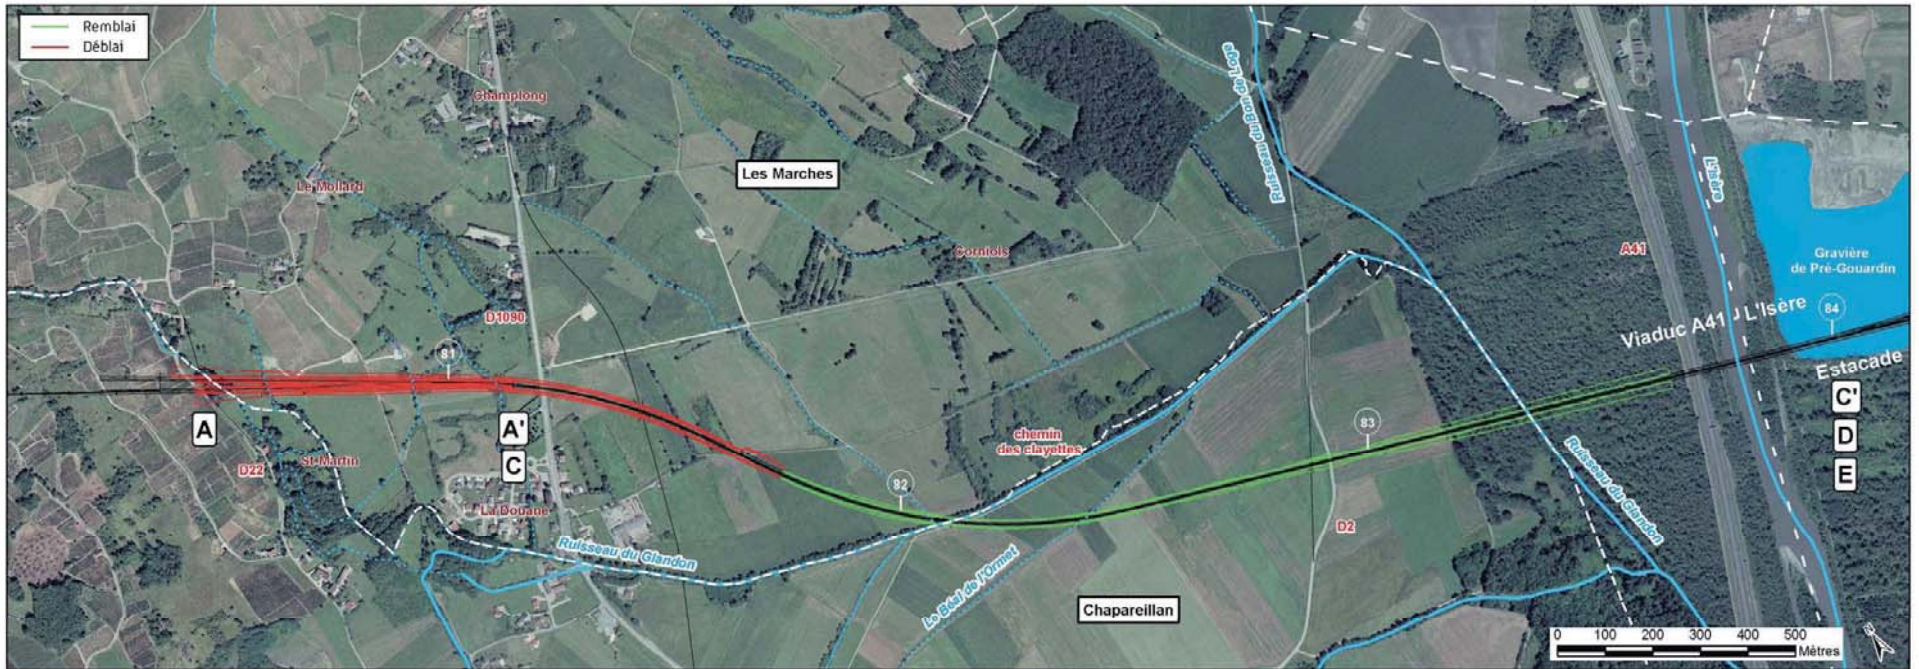 Remblai
Déblai
Champlong
Le Mollard
Les Marches
Ruisseau du Bon de Loge
Corniols
A41
L'Isère
Gravière
de Pré-Gouardin
D1090
81
84
Viaduc A41 - L'Isère
Estacade
A
A'
C
C'
D
E
D22
St-Martin
La Douane
chemin
des clayettes
82
83
D2
Ruisseau du Glandon
Ruisseau du Glandon
Le Béal de l'Ormet
Chapareillan
0 100 200 300 400 500
Mètres
N